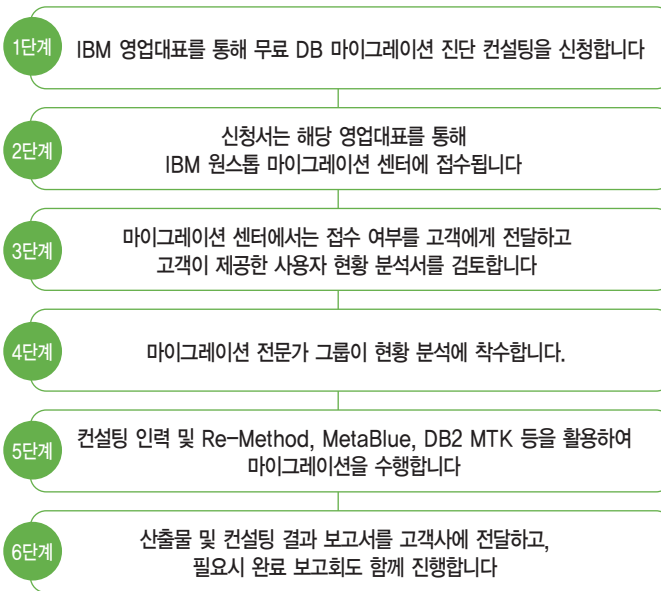 1단계
IBM 영업대표를 통해 무료 DB 마이그레이션 진단 컨설팅을 신청합니다
2단계
신청서는 해당 영업대표를 통해
IBM 원스톱 마이그레이션 센터에 접수됩니다
3단계
마이그레이션 센터에서는 접수 여부를 고객에게 전달하고
고객이 제공한 사용자 현황 분석서를 검토합니다
4단계
마이그레이션 전문가 그룹이 현황 분석에 착수합니다.
5단계
컨설팅 인력 및 Re-Method, MetaBlue, DB2 MTK 등을 활용하여
마이그레이션을 수행합니다
6단계
산출물 및 컨설팅 결과 보고서를 고객사에 전달하고,
필요시 완료 보고회도 함께 진행합니다